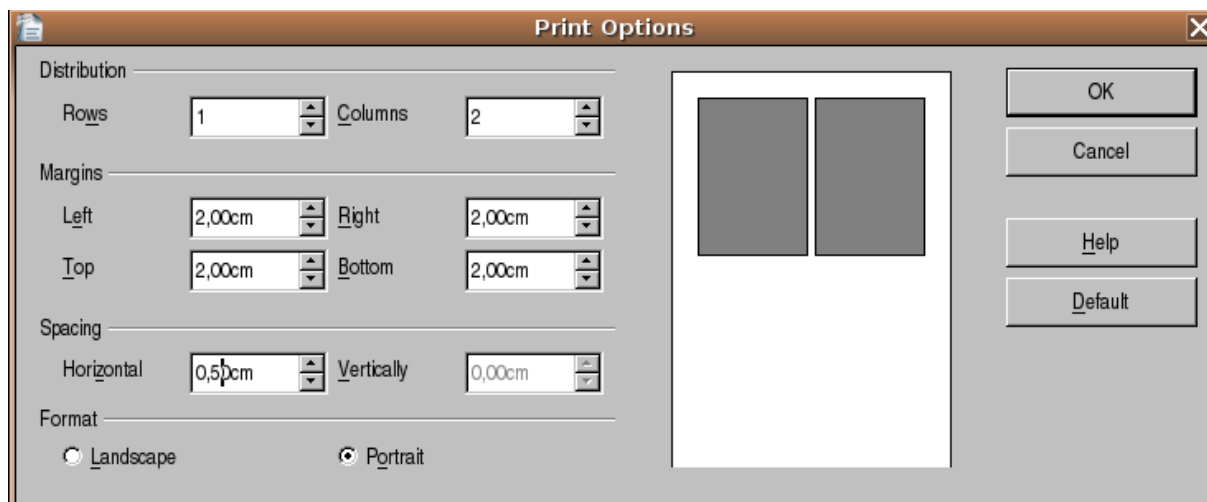 Print Options
Distribution
Rows 1 Columns 2
Margins
Left 2,00cm Right 2,00cm
Top 2,00cm Bottom 2,00cm
Spacing
Horizontal 0,50cm Vertically 0,00cm
Format
Landscape Portrait
OK
Cancel
Help
Default